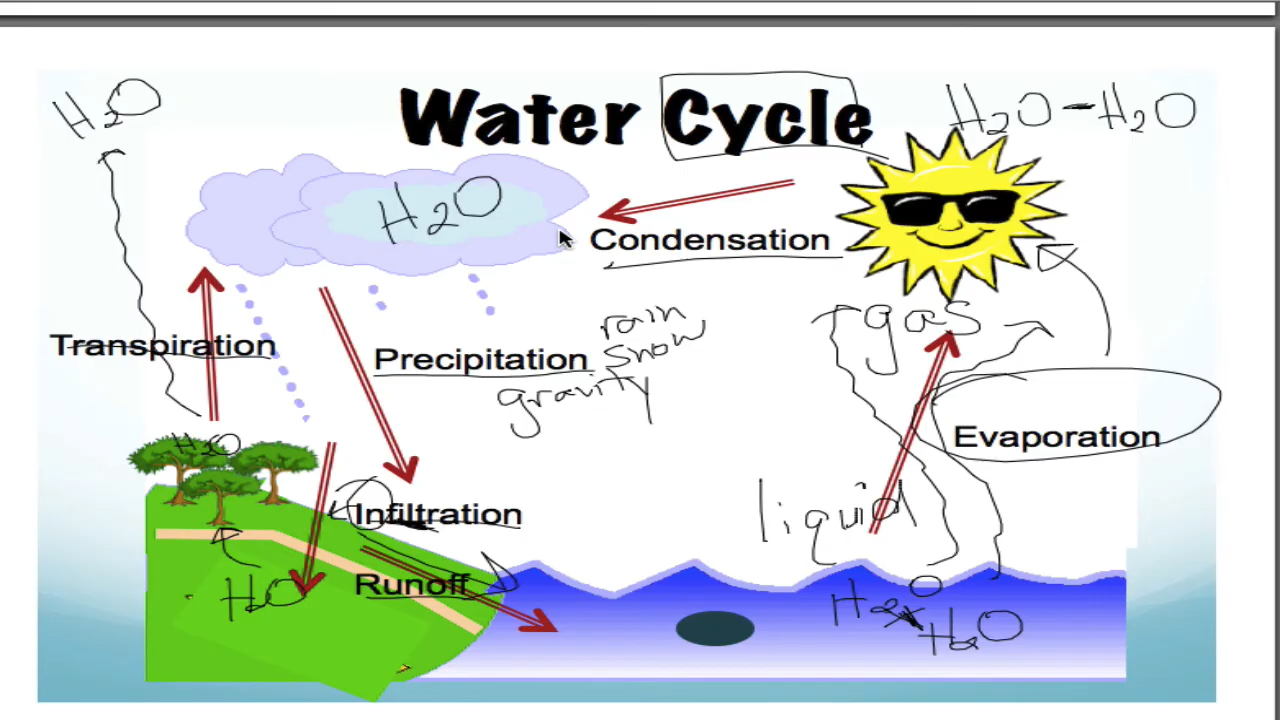 Water Cycle
H2O
H2O - H2O
H2O
Condensation
gas
Transpiration
Precipitation
rain
snow
gravity
Evaporation
H2O
liquid
Infiltration
Runoff
H2O
H2O
H2O